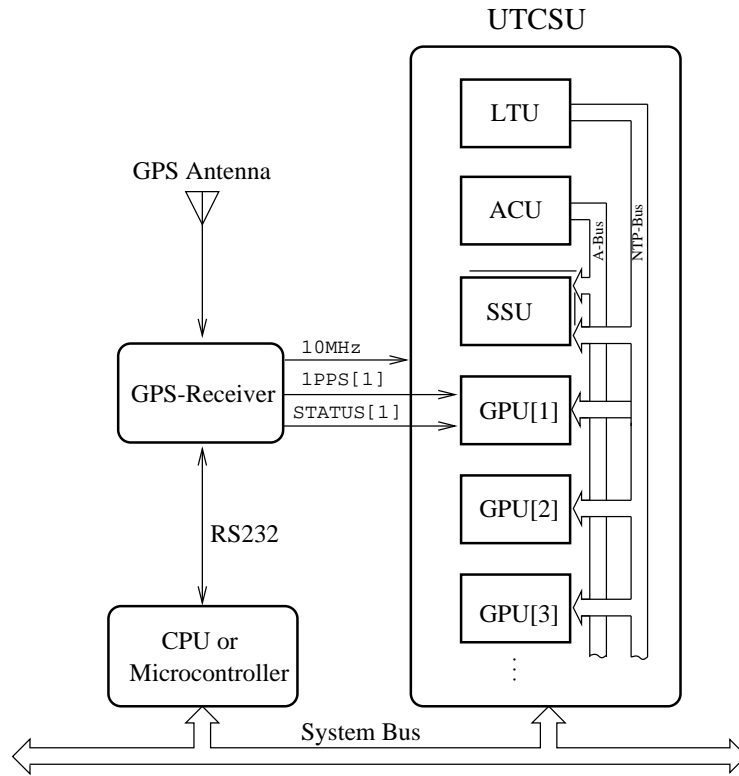 UTCSU
LTU
GPS Antenna
ACU
A-Bus
NTP-Bus
SSU
10MHz
1PPS[1]
GPS-Receiver
GPU[1]
STATUS[1]
GPU[2]
RS232
GPU[3]
CPU or
Microcontroller
System Bus